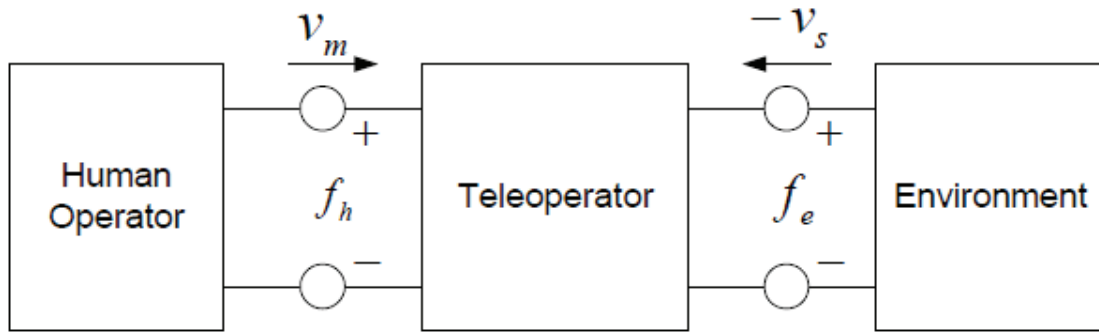 v_m
-v_s
+
+
Human
Operator
f_h
Teleoperator
f_e
Environment
−
−